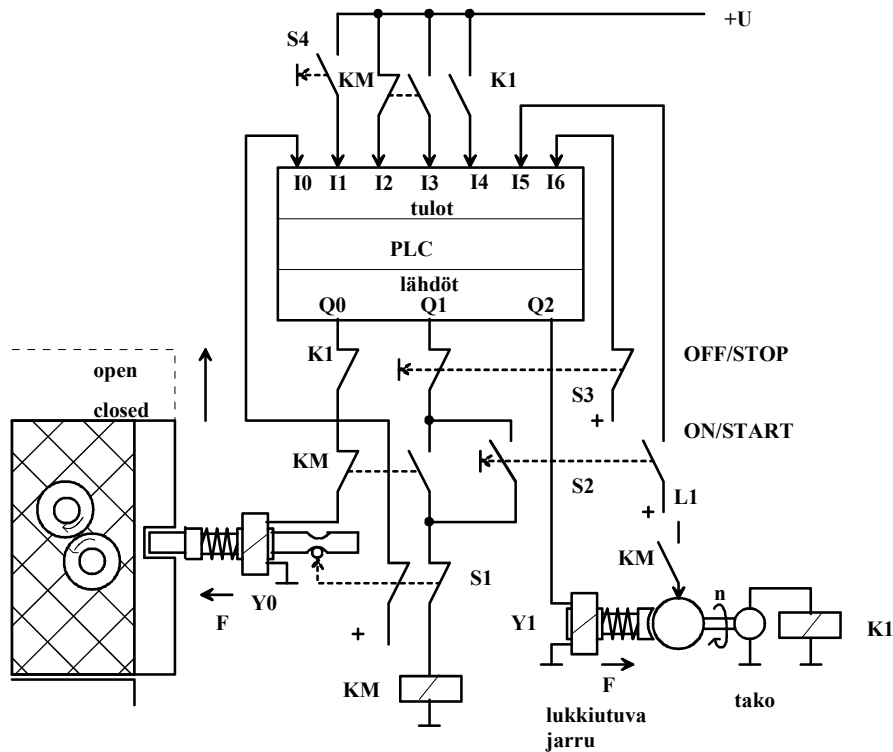 +U
S4
KM
K1
I0 I1 I2 I3 I4 I5 I6
tulot
PLC
lähdöt
Q0 Q1 Q2
K1
OFF/STOP
open
S3
closed
+
ON/START
KM
S2
+
L1
KM
S1
n
F
Y0
+
Y1
K1
KM
F
tako
lukkiutuva
jarru